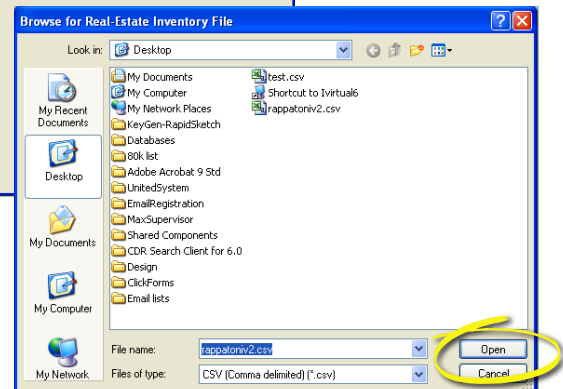 Browse for Real-Estate Inventory File
Look in: Desktop
My Recent Documents
Desktop
My Documents
My Computer
My Network
My Documents
My Computer
My Network Places
KeyGen-RapidSketch
Databases
80k list
Adobe Acrobat 9 Std
UnitedSystem
EmailRegistration
MaxSupervisor
Shared Components
CDR Search Client for 6.0
Design
ClickForms
Email lists
test.csv
Shortcut to Ivirtual6
rappatoniv2.csv
File name: rappatoniv2.csv Open
Files of type: CSV (Comma delimited) (*.csv) Cancel